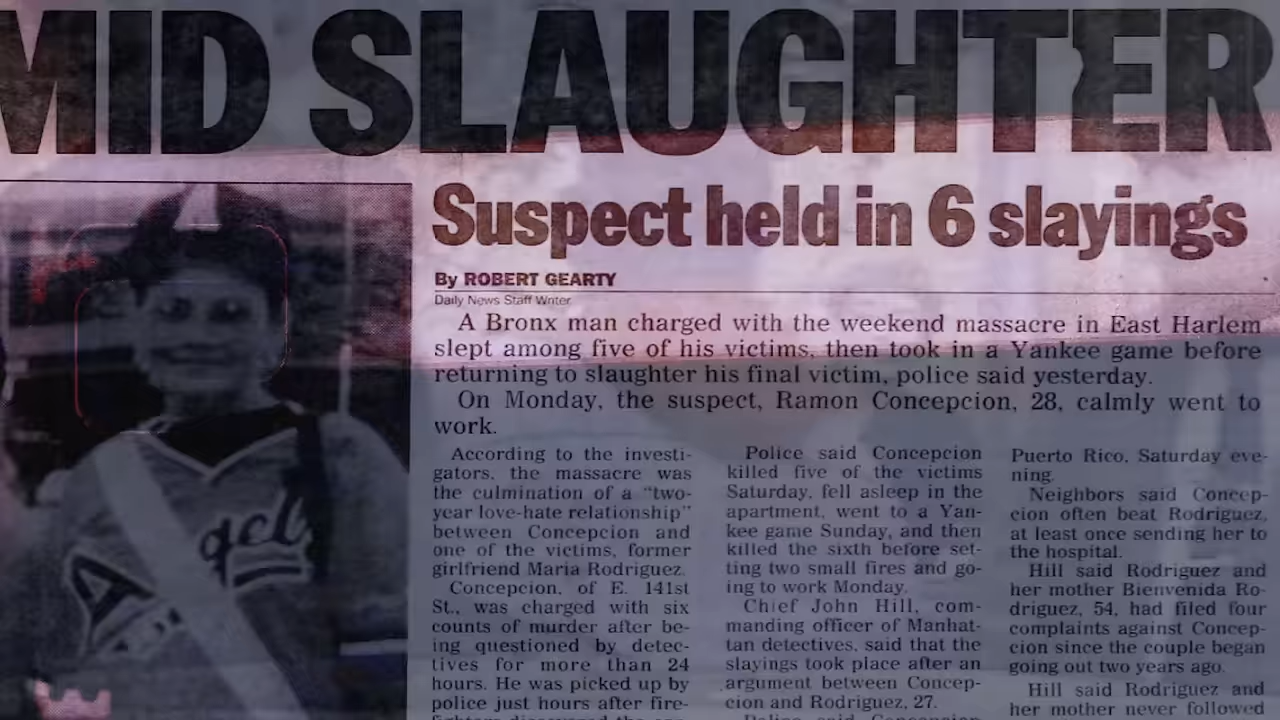 MID SLAUGHTER
Suspect held in 6 slayings
By ROBERT GEARTY
Daily News Staff Writer
A Bronx man charged with the weekend massacre in East Harlem
slept among five of his victims, then took in a Yankee game before
returning to slaughter his final victim, police said yesterday.
On Monday, the suspect, Ramon Concepcion, 28, calmly went to
work.
According to the investi-
gators, the massacre was
the culmination of a "two-
year love-hate relationship"
between Concepcion and
one of the victims, former
girlfriend Maria Rodriguez.
Concepcion, of E. 141st
St., was charged with six
counts of murder after be-
ing questioned by detec-
tives for more than 24
hours. He was picked up by
police just hours after fire-
Police said Concepcion
killed five of the victims
Saturday, fell asleep in the
apartment, went to a Yan-
kee game Sunday, and then
killed the sixth before set-
ting two small fires and go-
ing to work Monday.
Chief John Hill, com-
manding officer of Manhat-
tan detectives, said that the
slayings took place after an
argument between Concep-
cion and Rodriguez, 27.
Police said Concepcion
Puerto Rico, Saturday eve-
ning.
Neighbors said Concep-
cion often beat Rodriguez,
at least once sending her to
the hospital.
Hill said Rodriguez and
her mother Bienvenida Ro-
driguez, 54, had filed four
complaints against Concep-
cion since the couple began
going out two years ago.
Hill said Rodriguez and
her mother never followed